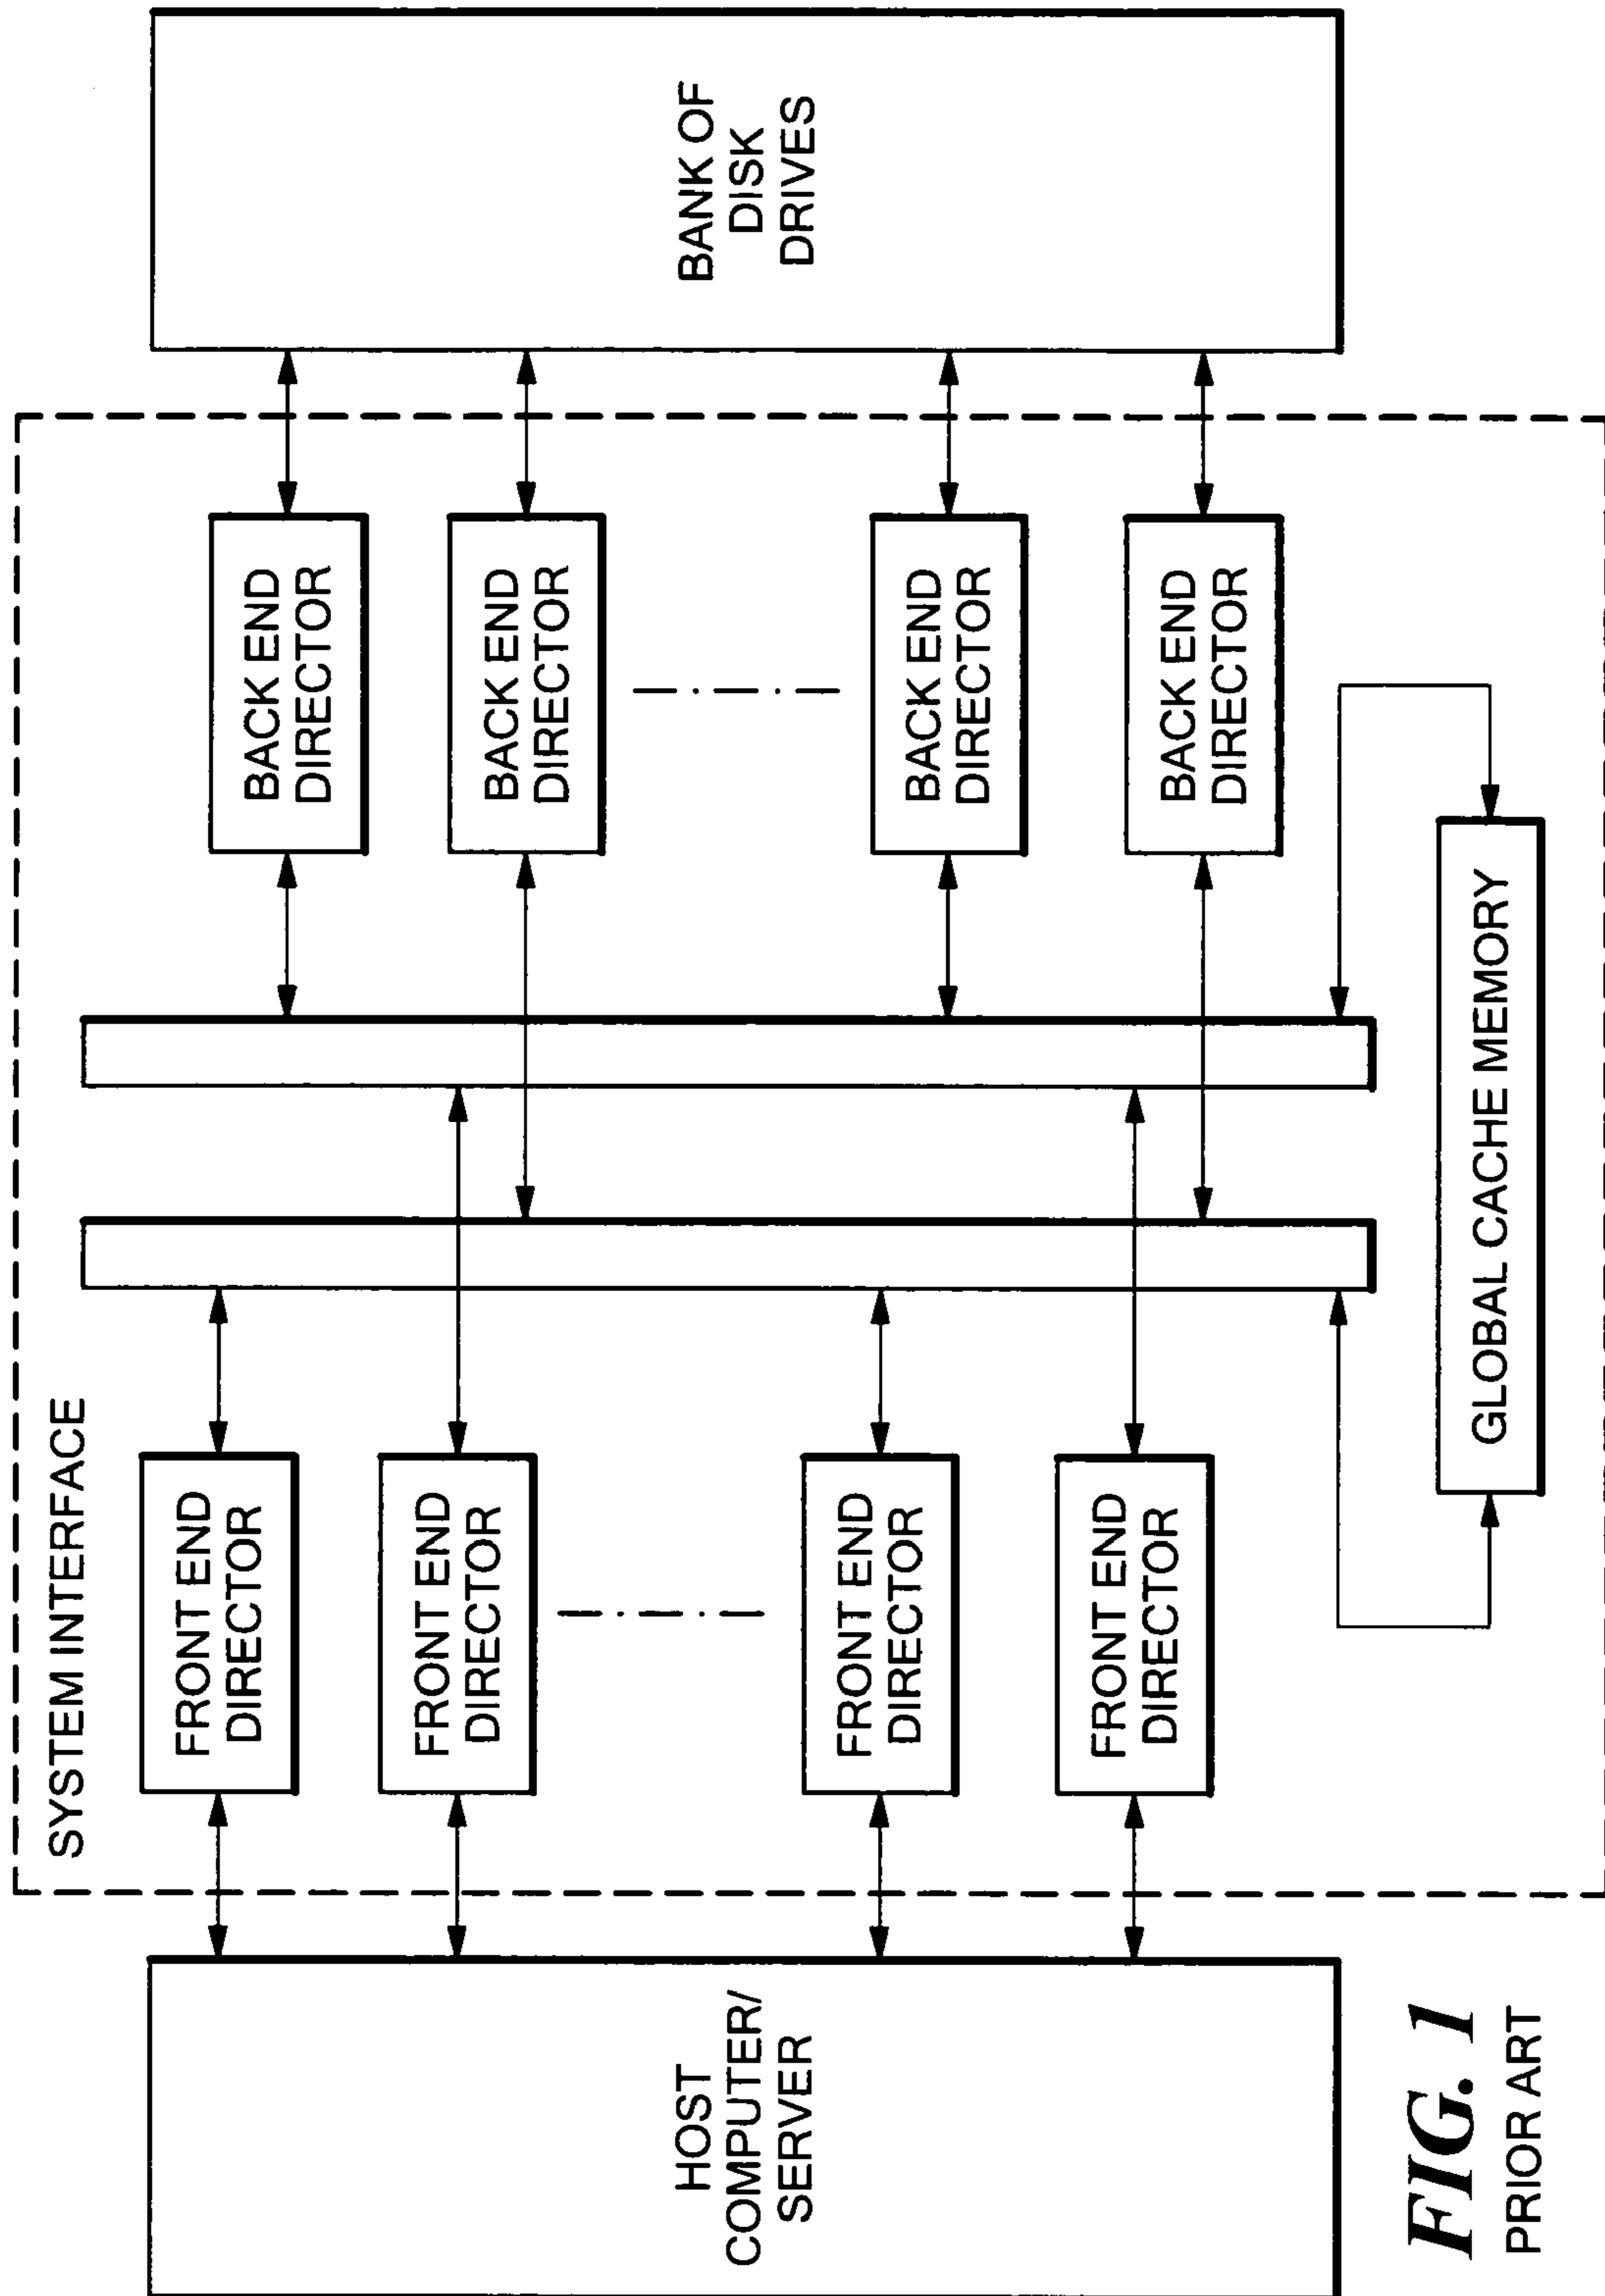 SYSTEM INTERFACE
HOST
COMPUTER/
SERVER
FRONT END
DIRECTOR
FRONT END
DIRECTOR
FRONT END
DIRECTOR
FRONT END
DIRECTOR
BACK END
DIRECTOR
BACK END
DIRECTOR
BACK END
DIRECTOR
BACK END
DIRECTOR
BANK OF
DISK
DRIVES
GLOBAL CACHE MEMORY
FIG. 1
PRIOR ART